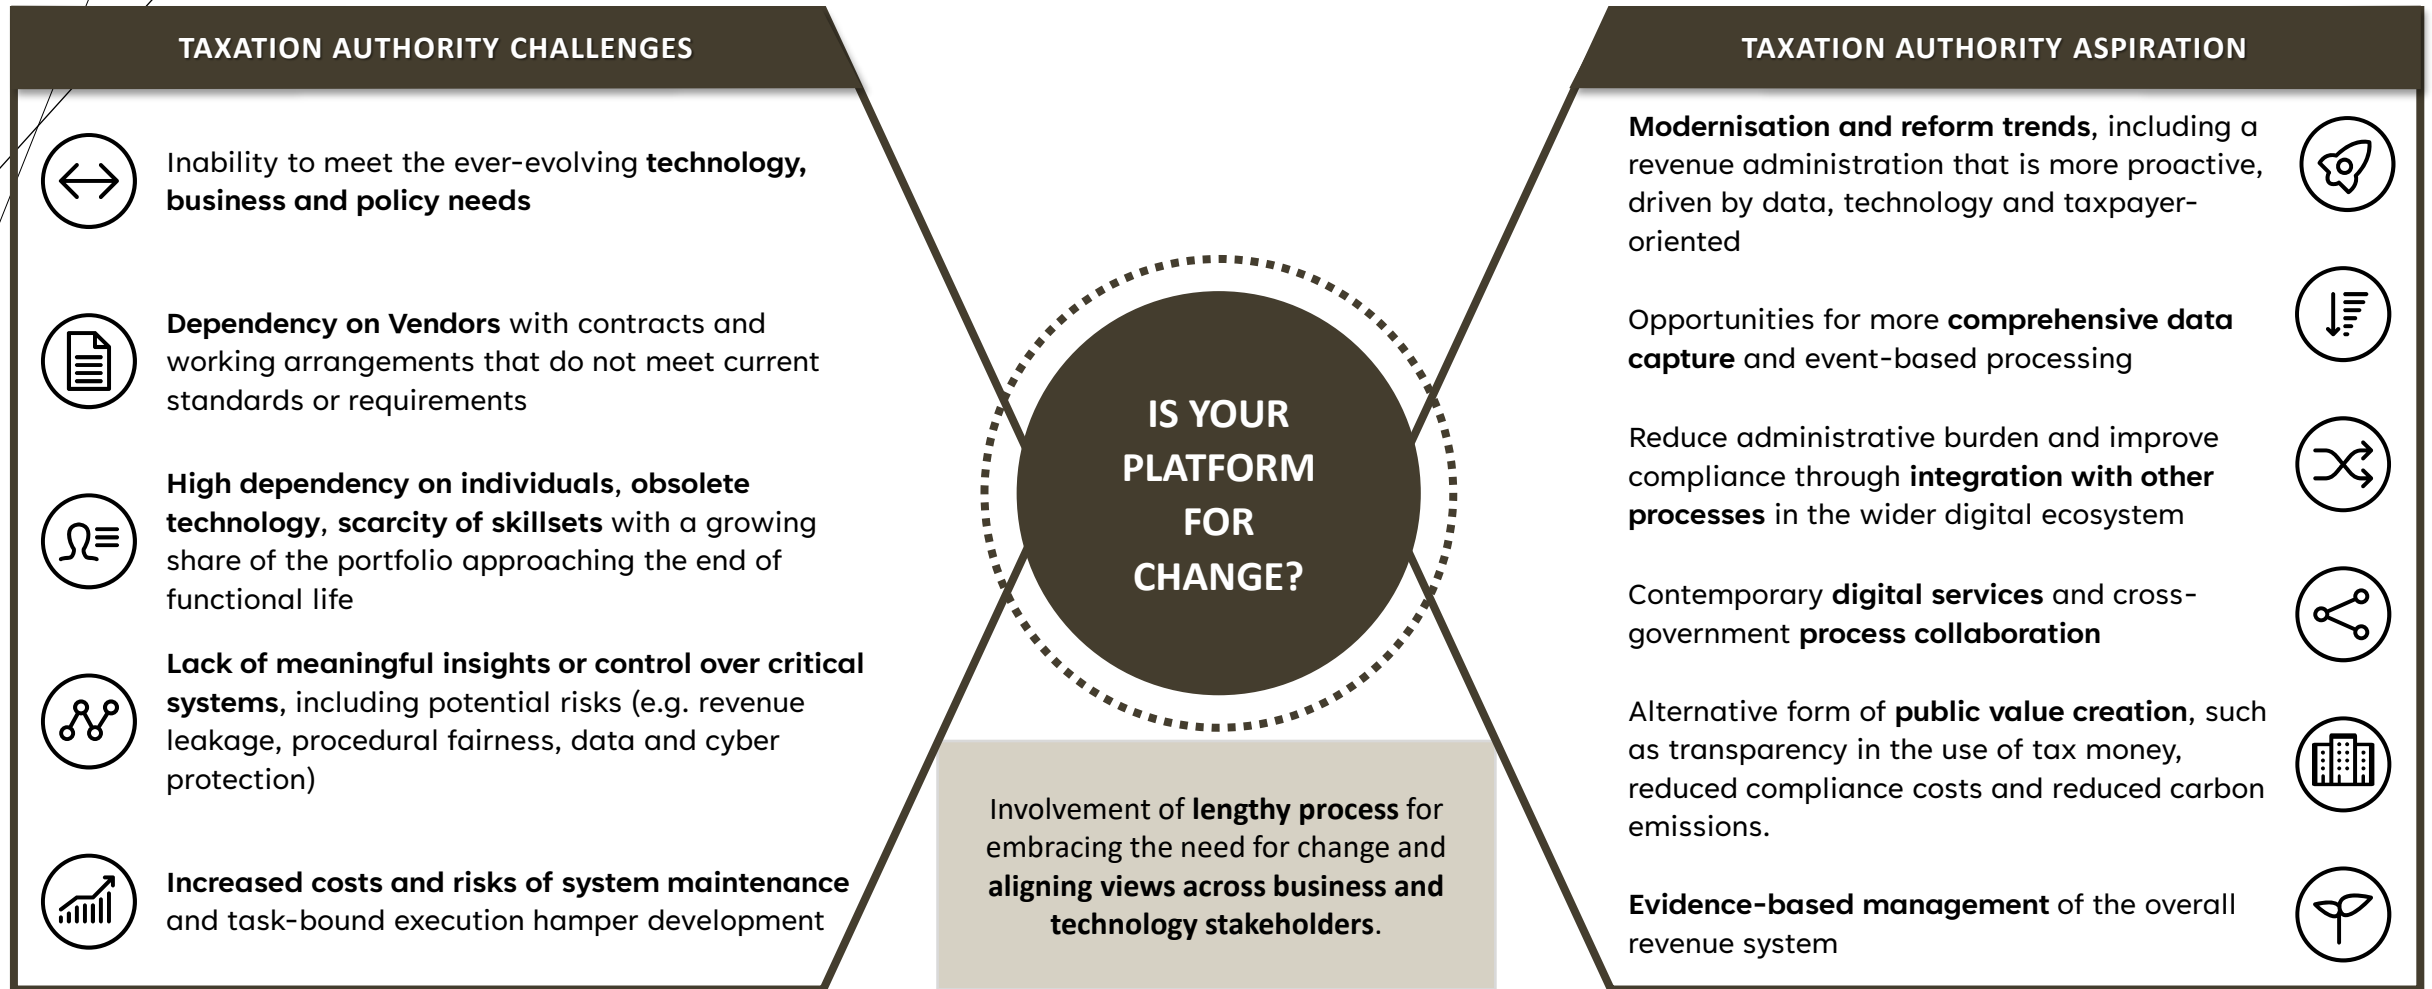 TAXATION AUTHORITY CHALLENGES
Inability to meet the ever-evolving technology,
business and policy needs
Dependency on Vendors with contracts and
working arrangements that do not meet current
standards or requirements
High dependency on individuals, obsolete
technology, scarcity of skillsets with a growing
share of the portfolio approaching the end of
functional life
Lack of meaningful insights or control over critical
systems, including potential risks (e.g. revenue
leakage, procedural fairness, data and cyber
protection)
Increased costs and risks of system maintenance
and task-bound execution hamper development
IS YOUR
PLATFORM
FOR
CHANGE?
Involvement of lengthy process for
embracing the need for change and
aligning views across business and
technology stakeholders.
TAXATION AUTHORITY ASPIRATION
Modernisation and reform trends, including a
revenue administration that is more proactive,
driven by data, technology and taxpayer-
oriented
Opportunities for more comprehensive data
capture and event-based processing
Reduce administrative burden and improve
compliance through integration with other
processes in the wider digital ecosystem
Contemporary digital services and cross-
government process collaboration
Alternative form of public value creation, such
as transparency in the use of tax money,
reduced compliance costs and reduced carbon
emissions.
Evidence-based management of the overall
revenue system